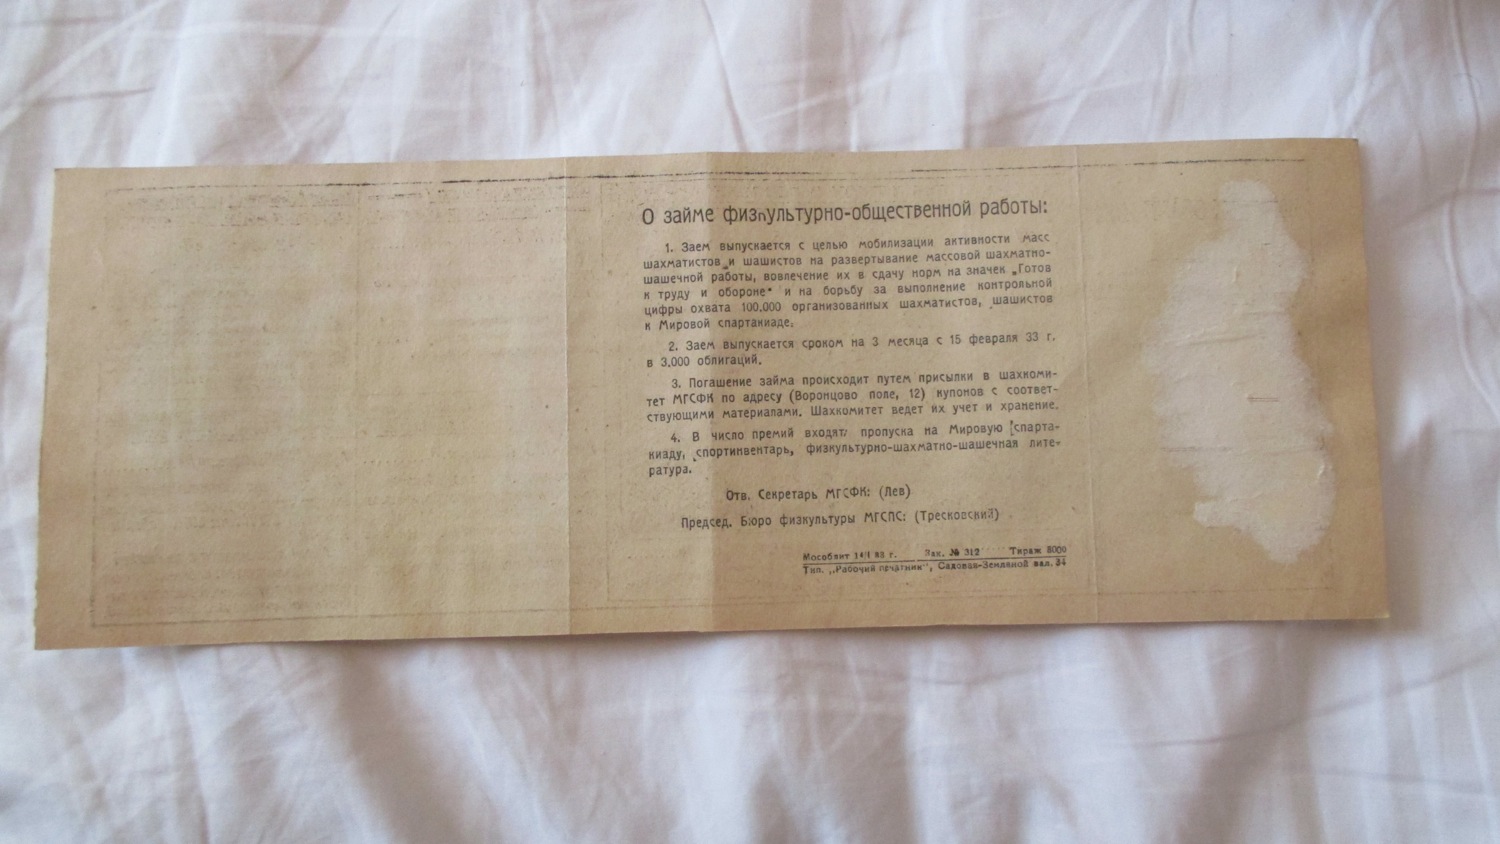 О займе физкультурно-общественной работы:
1. Заем выпускается с целью мобилизации активности масс
шахматистов и шашистов на развертывание массовой шахматно-
шашечной работы, вовлечение их в сдачу норм на значек „Готов
к труду и обороне“ и на борьбу за выполнение контрольной
цифры охвата 100.000 организованных шахматистов, шашистов
к Мировой спартакиаде.
2. Заем выпускается сроком на 3 месяца с 15 февраля 33 г.
в 3.000 облигаций.
3. Погашение займа происходит путем присылки в шахкоми-
тет МГСФК по адресу (Воронцово поле, 12) купонов с соответ-
ствующими материалами. Шахкомитет ведет их учет и хранение.
4. В число премий входят пропуска на Мировую спарта-
киаду, спортинвентарь, физкультурно-шахматно-шашечная лите-
ратура.
Отв. Секретарь МГСФК: (Лев)
Председ. Бюро физкультуры МГСПС: (Тресковский)
Мособлит 33 г. Зак. № 312 Тираж 8000
Тип. „Рабочий печатник“, Садовая-Земляной вал, 34